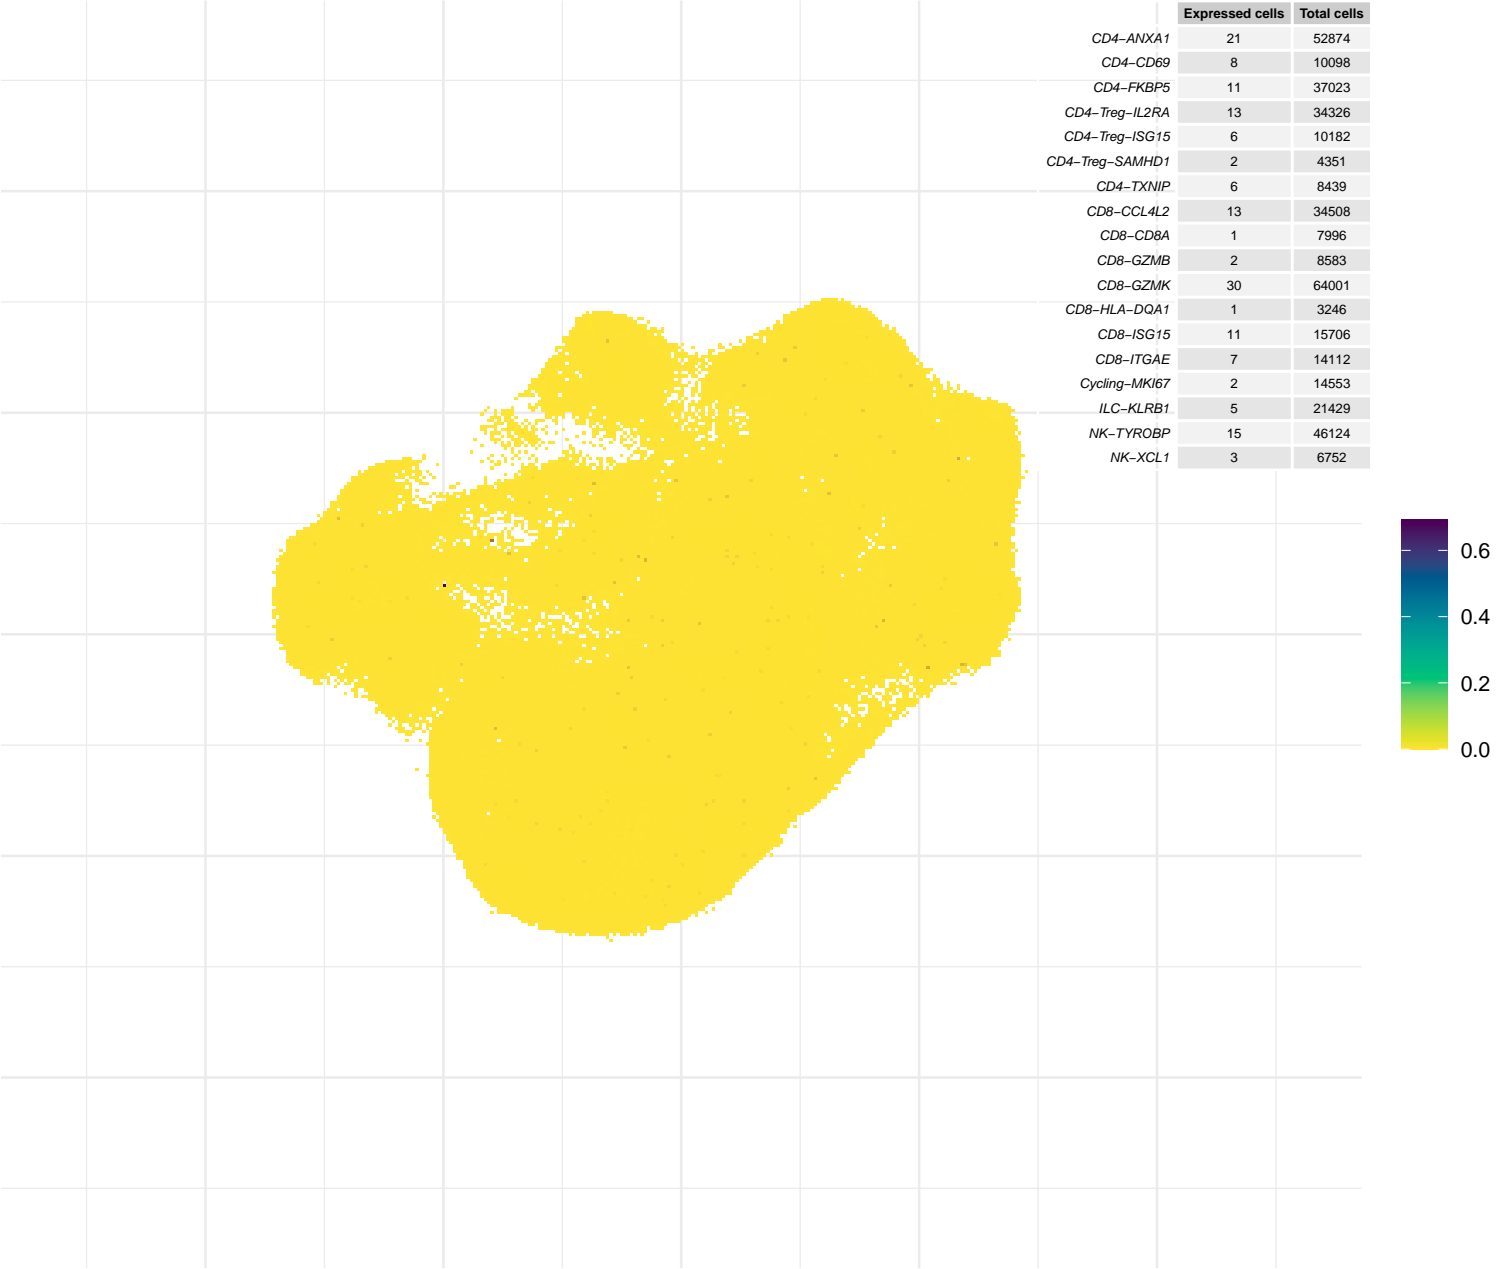 Expressed cells Total cells
CD4−ANXA1 21 52874
CD4−CD69 8 10098
CD4−FKBP5 11 37023
CD4−Treg−IL2RA 13 34326
CD4−Treg−ISG15 6 10182
CD4−Treg−SAMHD1 2 4351
CD4−TXNIP 6 8439
CD8−CCL4L2 13 34508
CD8−CD8A 1 7996
CD8−GZMB 2 8583
CD8−GZMK 30 64001
CD8−HLA−DQA1 1 3246
CD8−ISG15 11 15706
CD8−ITGAE 7 14112
Cycling−MKI67 2 14553
ILC−KLRB1 5 21429
NK−TYROBP 15 46124
NK−XCL1 3 6752
0.6
0.4
0.2
0.0